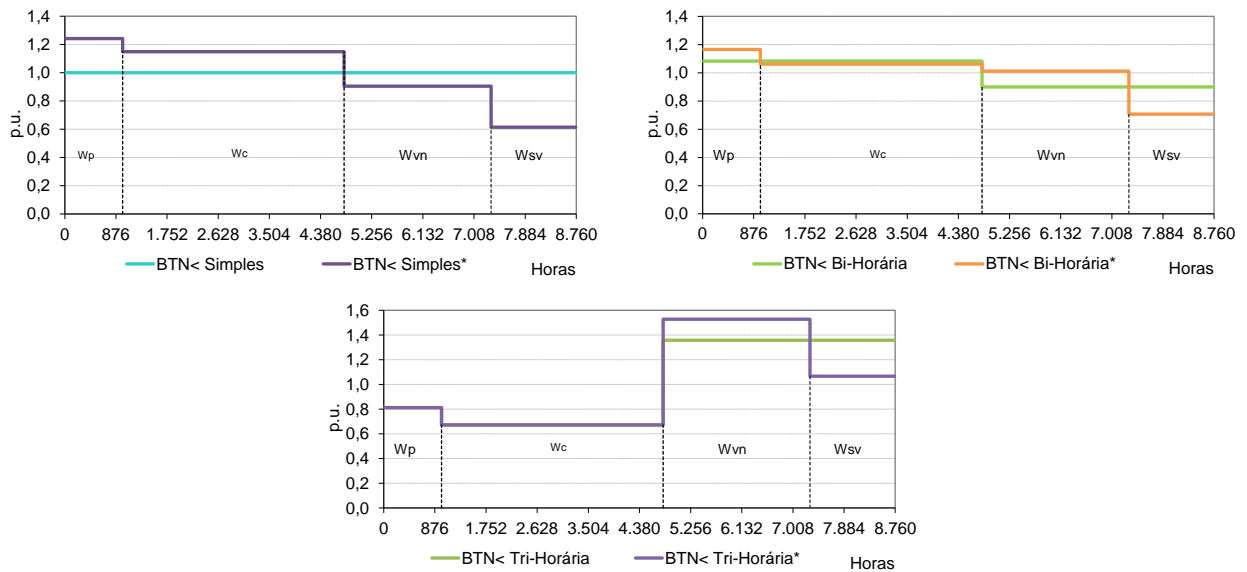 1,4
1,2
1,0
0,8
0,6
0,4
0,2
0,0
p.u.
Wp
Wc
Wvn
Wsv
0 876 1.752 2.628 3.504 4.380 5.256 6.132 7.008 7.884 8.760
BTN< Simples BTN< Simples* Horas
1,4
1,2
1,0
0,8
0,6
0,4
0,2
0,0
p.u.
Wp
Wc
Wvn
Wsv
0 876 1.752 2.628 3.504 4.380 5.256 6.132 7.008 7.884 8.760
BTN< Bi-Horária BTN< Bi-Horária* Horas
1,6
1,4
1,2
1,0
0,8
0,6
0,4
0,2
0,0
p.u.
Wp
Wc
Wvn
Wsv
0 876 1.752 2.628 3.504 4.380 5.256 6.132 7.008 7.884 8.760
BTN< Tri-Horária BTN< Tri-Horária* Horas